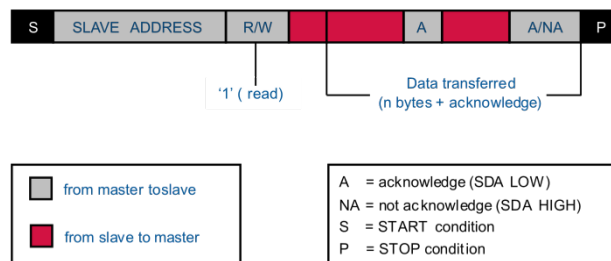 S SLAVE ADDRESS R/W A A/NA P
'1' ( read)
Data transferred
(n bytes + acknowledge)
from master toslave
from slave to master
A = acknowledge (SDA LOW)
NA = not acknowledge (SDA HIGH)
S = START condition
P = STOP condition